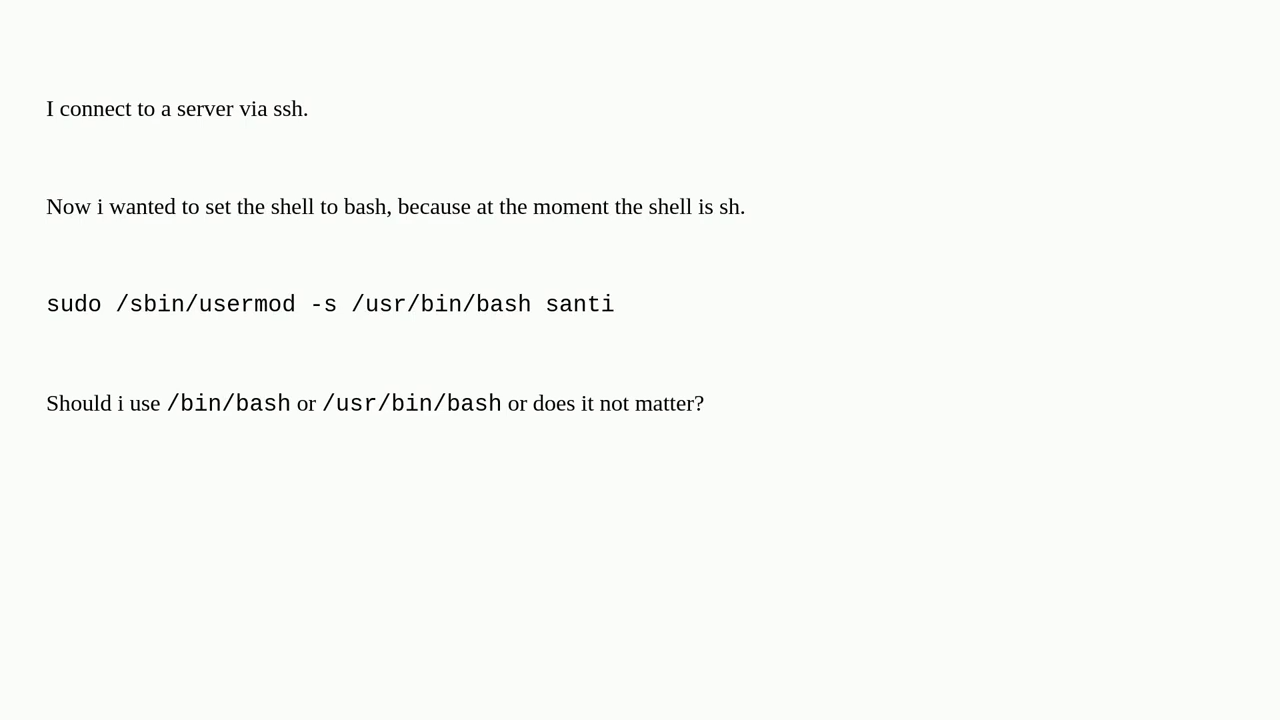 I connect to a server via ssh.
Now i wanted to set the shell to bash, because at the moment the shell is sh.
sudo /sbin/usermod -s /usr/bin/bash santi
Should i use /bin/bash or /usr/bin/bash or does it not matter?